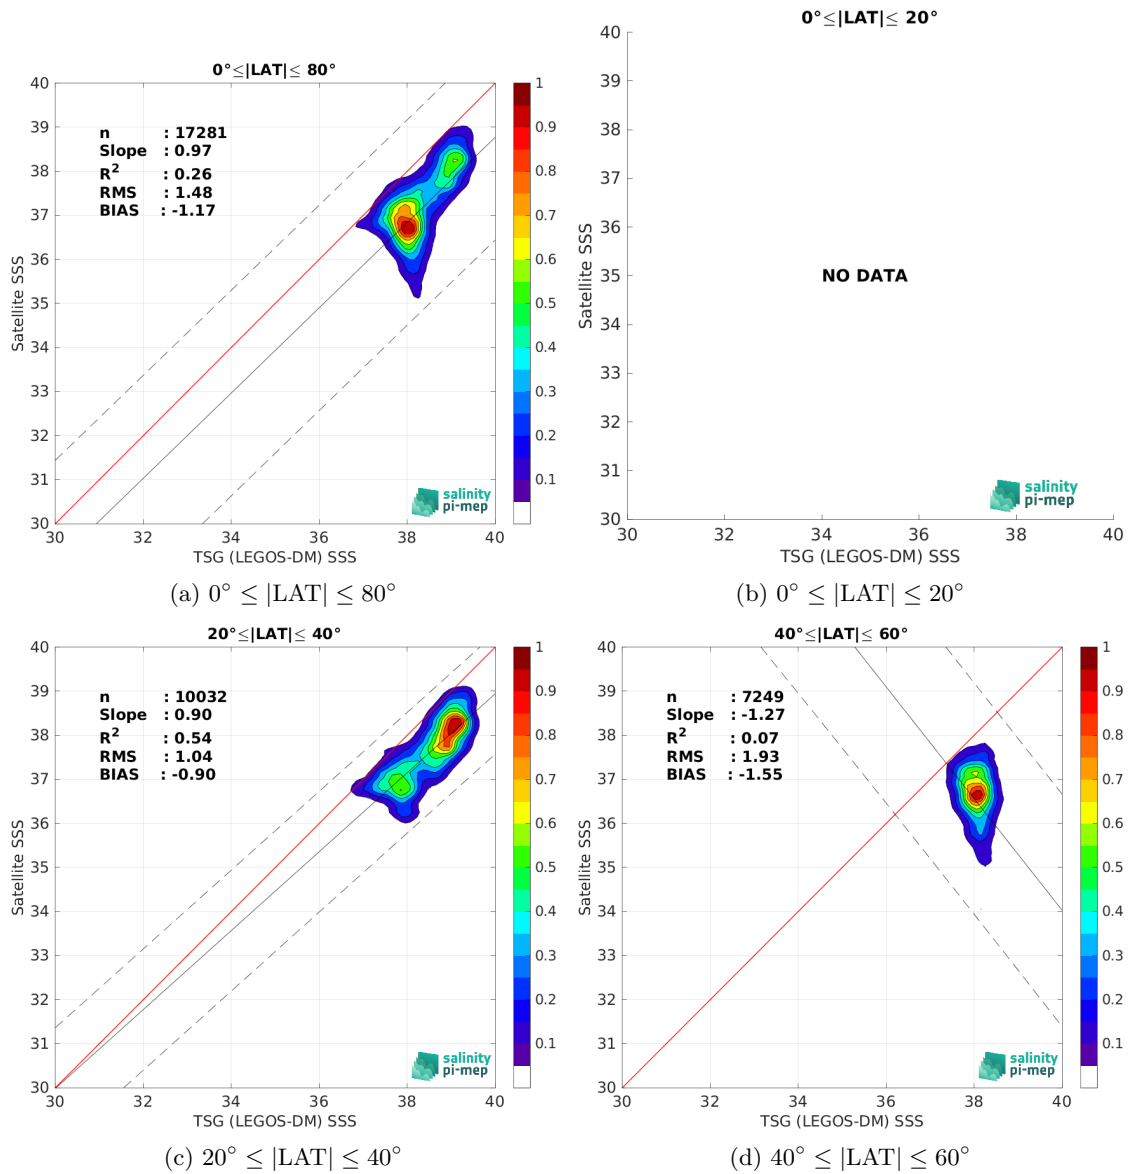 0°≤|LAT|≤ 80°
n : 17281
Slope : 0.97
R² : 0.26
RMS : 1.48
BIAS : -1.17
40
39
38
37
36
35
34
33
32
31
30
30 32 34 36 38 40
Satellite SSS
TSG (LEGOS-DM) SSS
1
0.9
0.8
0.7
0.6
0.5
0.4
0.3
0.2
0.1
salinity
pi-mep
(a) 0° ≤ |LAT| ≤ 80°
0°≤|LAT|≤ 20°
40
39
38
37
36
35
34
33
32
31
30
30 32 34 36 38 40
Satellite SSS
TSG (LEGOS-DM) SSS
NO DATA
salinity
pi-mep
(b) 0° ≤ |LAT| ≤ 20°
20°≤|LAT|≤ 40°
n : 10032
Slope : 0.90
R² : 0.54
RMS : 1.04
BIAS : -0.90
40
39
38
37
36
35
34
33
32
31
30
30 32 34 36 38 40
Satellite SSS
TSG (LEGOS-DM) SSS
1
0.9
0.8
0.7
0.6
0.5
0.4
0.3
0.2
0.1
salinity
pi-mep
(c) 20° ≤ |LAT| ≤ 40°
40°≤|LAT|≤ 60°
n : 7249
Slope : -1.27
R² : 0.07
RMS : 1.93
BIAS : -1.55
40
39
38
37
36
35
34
33
32
31
30
30 32 34 36 38 40
Satellite SSS
TSG (LEGOS-DM) SSS
1
0.9
0.8
0.7
0.6
0.5
0.4
0.3
0.2
0.1
salinity
pi-mep
(d) 40° ≤ |LAT| ≤ 60°